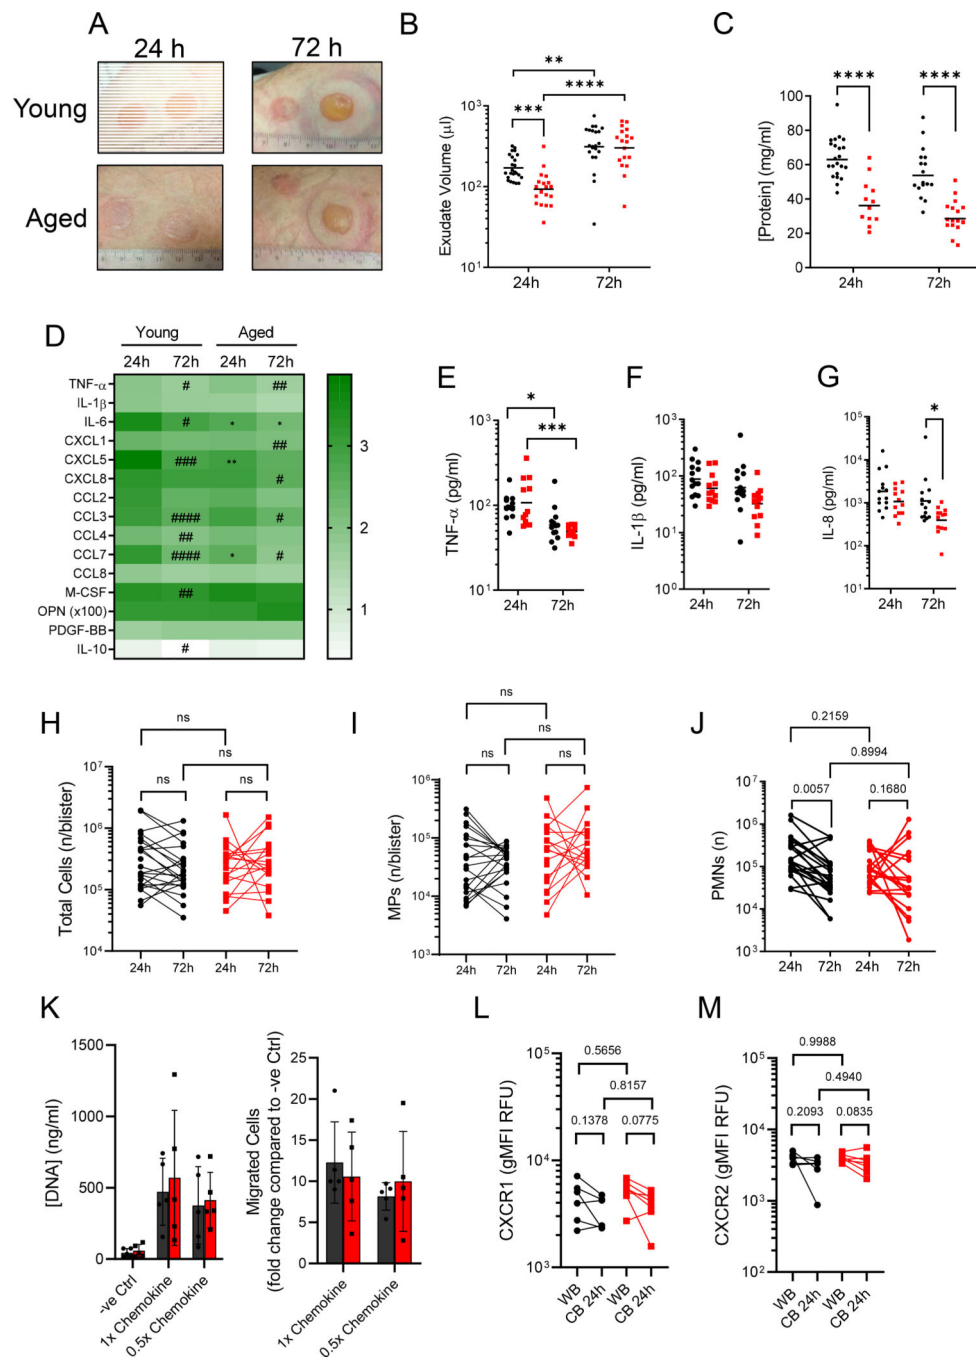 A
24 h
72 h
Young
Aged
B
Exudate Volume (µl)
10⁴
10³
10²
10¹
**
***
****
24h
72h
C
[Protein] (mg/ml)
100
80
60
40
20
0
****
****
24h
72h
D
Young
Aged
24h
72h
24h
72h
TNF-α
#
##
IL-1β
IL-6
#
*
*
CXCL1
##
CXCL5
###
**
CXCL8
#
CCL2
CCL3
####
#
CCL4
##
CCL7
####
*
#
CCL8
M-CSF
##
OPN (x100)
PDGF-BB
IL-10
#
3
2
1
E
TNF-α (pg/ml)
10³
10²
10¹
*
***
24h
72h
F
IL-1β (pg/ml)
10³
10²
10¹
10⁰
24h
72h
G
IL-8 (pg/ml)
10⁵
10⁴
10³
10²
10¹
*
24h
72h
H
Total Cells (n/blister)
10⁷
10⁶
10⁵
10⁴
ns
ns
ns
ns
24h
72h
24h
72h
I
MPs (n/blister)
10⁶
10⁵
10⁴
10³
ns
ns
ns
ns
24h
72h
24h
72h
J
PMNs (n)
10⁷
10⁶
10⁵
10⁴
10³
0.2159
0.8994
0.0057
0.1680
24h
72h
24h
72h
K
[DNA] (ng/ml)
1500
1000
500
0
-ve Ctrl
1x Chemokine
0.5x Chemokine
Migrated Cells
(fold change compared to -ve Ctrl)
25
20
15
10
5
0
1x Chemokine
0.5x Chemokine
L
CXCR1 (gMFI RFU)
10⁵
10⁴
10³
0.5656
0.8157
0.1378
0.0775
WB
CB 24h
WB
CB 24h
M
CXCR2 (gMFI RFU)
10⁵
10⁴
10³
10²
0.9988
0.4940
0.2093
0.0835
WB
CB 24h
WB
CB 24h